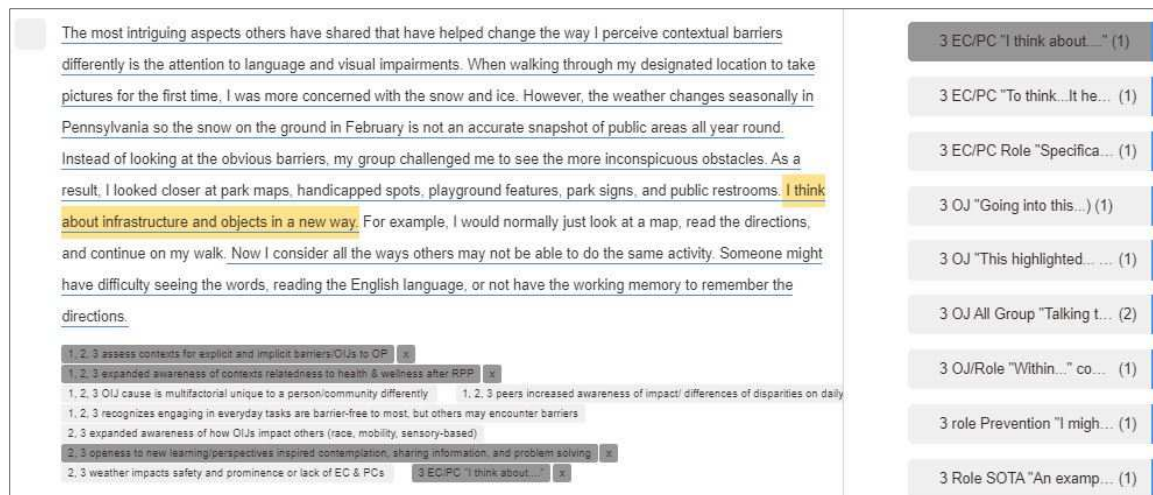 The most intriguing aspects others have shared that have helped change the way I perceive contextual barriers
differently is the attention to language and visual impairments. When walking through my designated location to take
pictures for the first time, I was more concerned with the snow and ice. However, the weather changes seasonally in
Pennsylvania so the snow on the ground in February is not an accurate snapshot of public areas all year round.
Instead of looking at the obvious barriers, my group challenged me to see the more inconspicuous obstacles. As a
result, I looked closer at park maps, handicapped spots, playground features, park signs, and public restrooms. I think
about infrastructure and objects in a new way. For example, I would normally just look at a map, read the directions,
and continue on my walk. Now I consider all the ways others may not be able to do the same activity. Someone might
have difficulty seeing the words, reading the English language, or not have the working memory to remember the
directions.
1, 2, 3 assess contexts for explicit and implicit barriers/OIJs to OP x
1, 2, 3 expanded awareness of contexts relatedness to health & wellness after RPP x
1, 2, 3 OIJ cause is multifactorial unique to a person/community differently 1, 2, 3 peers increased awareness of impact/ differences of disparities on daily
1, 2, 3 recognizes engaging in everyday tasks are barrier-free to most, but others may encounter barriers
2, 3 expanded awareness of how OIJs impact others (race, mobility, sensory-based)
2, 3 openess to new learning/perspectives inspired contemplation, sharing information, and problem solving x
2, 3 weather impacts safety and prominence or lack of EC & PCs 3 EC/PC "I think about...." x
3 EC/PC "I think about...." (1)
3 EC/PC "To think...It he... (1)
3 EC/PC Role "Specifica... (1)
3 OJ "Going into this...) (1)
3 OJ "This highlighted... ... (1)
3 OJ All Group "Talking t... (2)
3 OJ/Role "Within..." co... (1)
3 role Prevention "I migh... (1)
3 Role SOTA "An examp... (1)